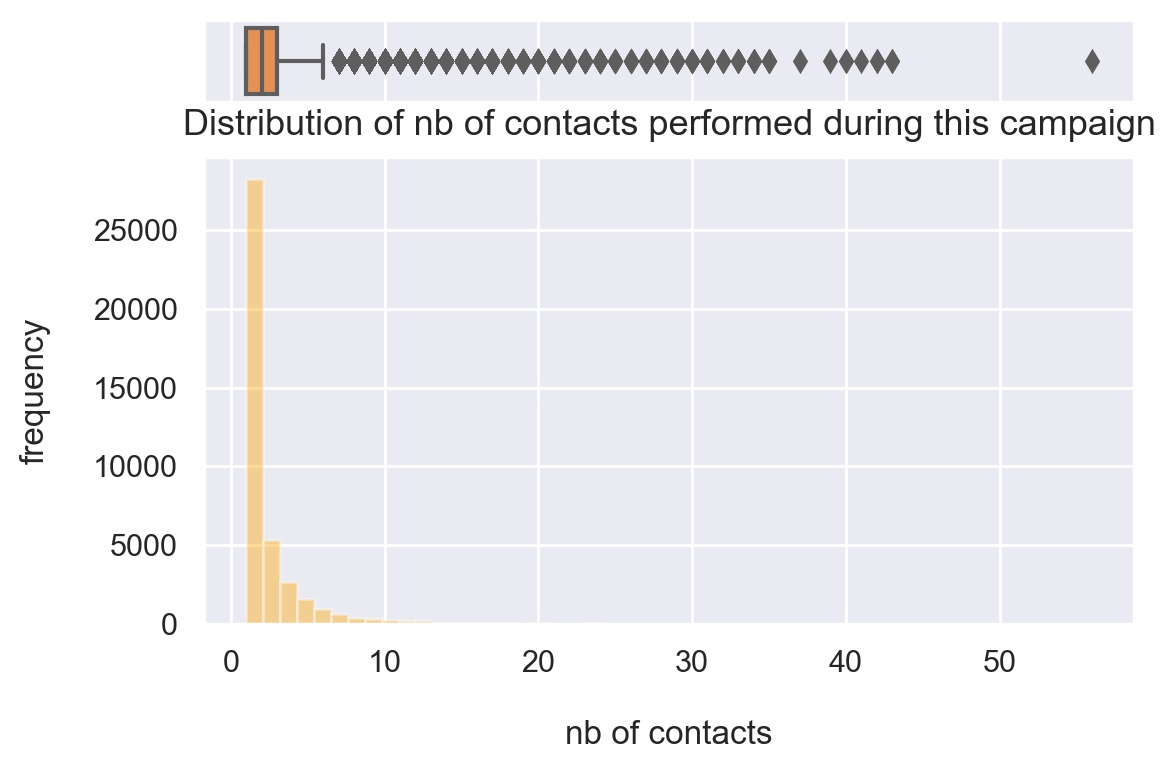 Distribution of nb of contacts performed during this campaign
25000
20000
15000
10000
5000
0
frequency
0 10 20 30 40 50
nb of contacts